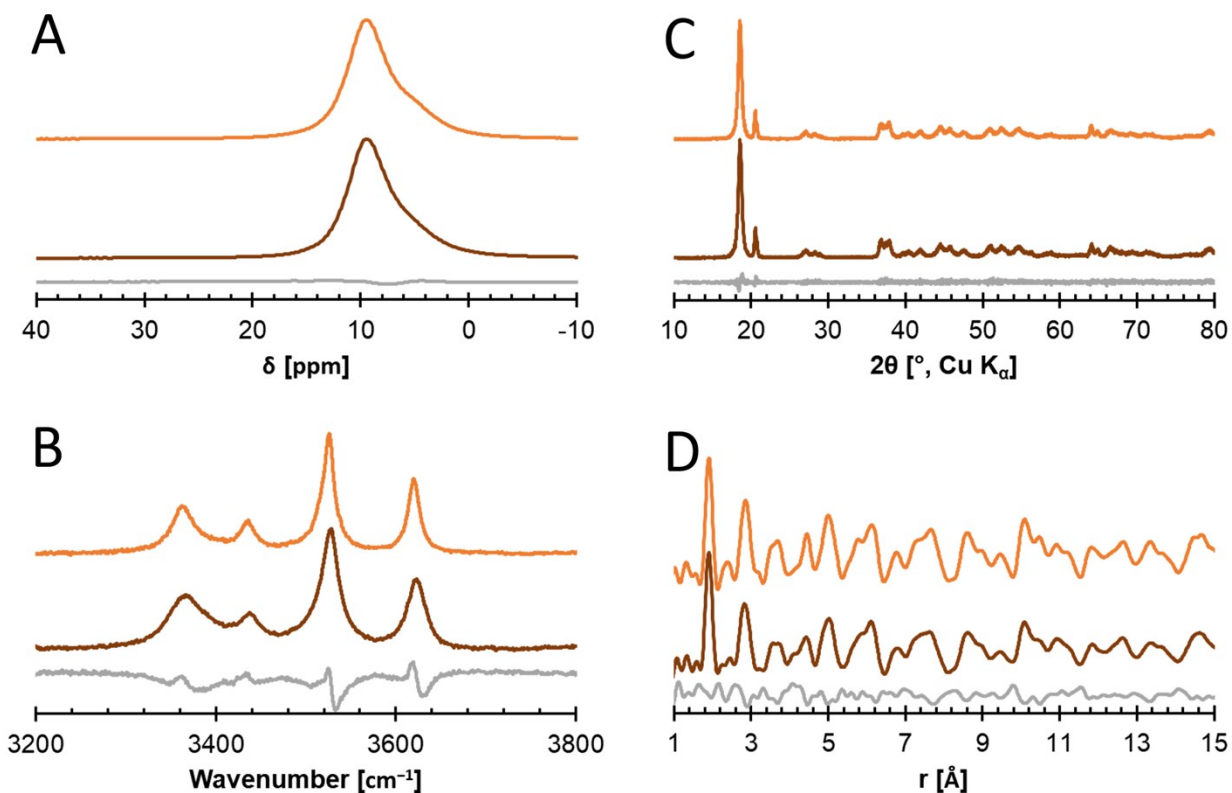 A
40 30 20 10 0 -10
δ [ppm]
C
10 20 30 40 50 60 70 80
2θ [°, Cu Kα]
B
3200 3400 3600 3800
Wavenumber [cm⁻¹]
D
1 3 5 7 9 11 13 15
r [Å]